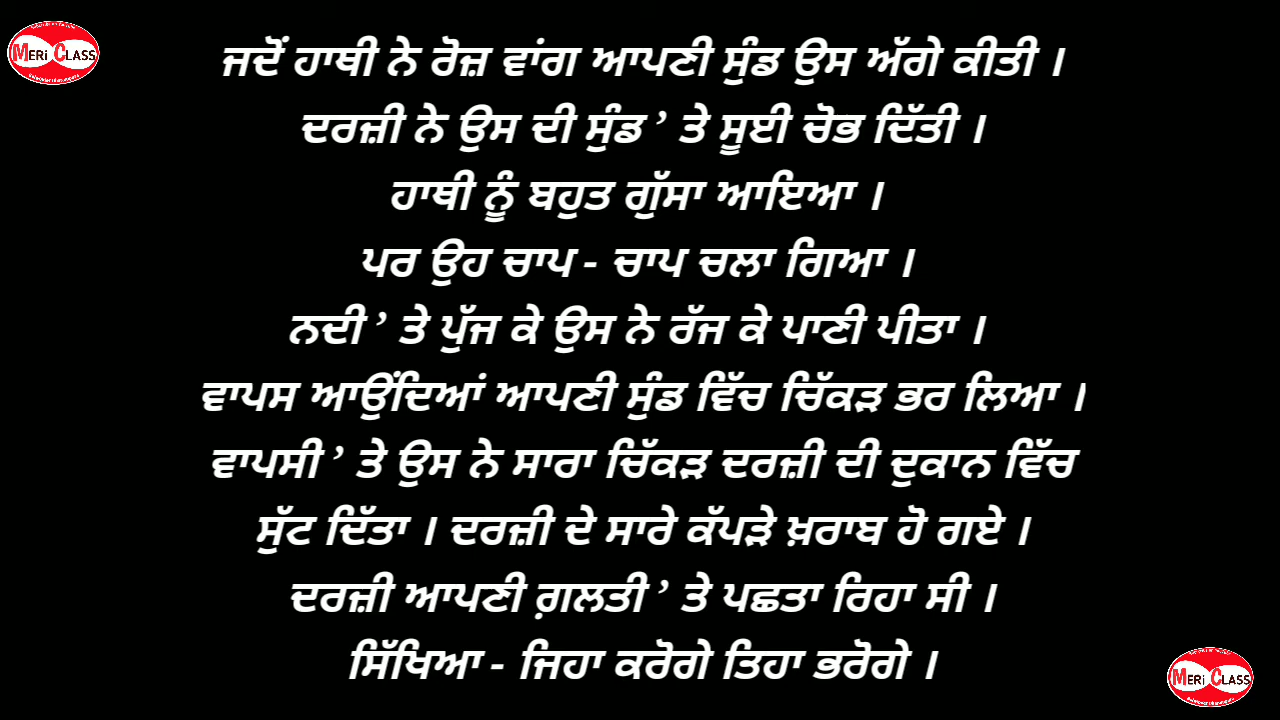 MERi CLASS
ਜਦੋਂ ਹਾਥੀ ਨੇ ਰੋਜ਼ ਵਾਂਗ ਆਪਣੀ ਸੁੰਡ ਉਸ ਅੱਗੇ ਕੀਤੀ ।
ਦਰਜ਼ੀ ਨੇ ਉਸ ਦੀ ਸੁੰਡ ’ ਤੇ ਸੂਈ ਚੋਭ ਦਿੱਤੀ ।
ਹਾਥੀ ਨੂੰ ਬਹੁਤ ਗੁੱਸਾ ਆਇਆ ।
ਪਰ ਉਹ ਚਾਪ - ਚਾਪ ਚਲਾ ਗਿਆ ।
ਨਦੀ ’ ਤੇ ਪੁੱਜ ਕੇ ਉਸ ਨੇ ਰੱਜ ਕੇ ਪਾਣੀ ਪੀਤਾ ।
ਵਾਪਸ ਆਉਂਦਿਆਂ ਆਪਣੀ ਸੁੰਡ ਵਿੱਚ ਚਿੱਕੜ ਭਰ ਲਿਆ ।
ਵਾਪਸੀ ’ ਤੇ ਉਸ ਨੇ ਸਾਰਾ ਚਿੱਕੜ ਦਰਜ਼ੀ ਦੀ ਦੁਕਾਨ ਵਿੱਚ
ਸੁੱਟ ਦਿੱਤਾ । ਦਰਜ਼ੀ ਦੇ ਸਾਰੇ ਕੱਪੜੇ ਖ਼ਰਾਬ ਹੋ ਗਏ ।
ਦਰਜ਼ੀ ਆਪਣੀ ਗ਼ਲਤੀ ’ ਤੇ ਪਛਤਾ ਰਿਹਾ ਸੀ ।
ਸਿੱਖਿਆ - ਜਿਹਾ ਕਰੋਗੇ ਤਿਹਾ ਭਰੋਗੇ ।
MERi CLASS